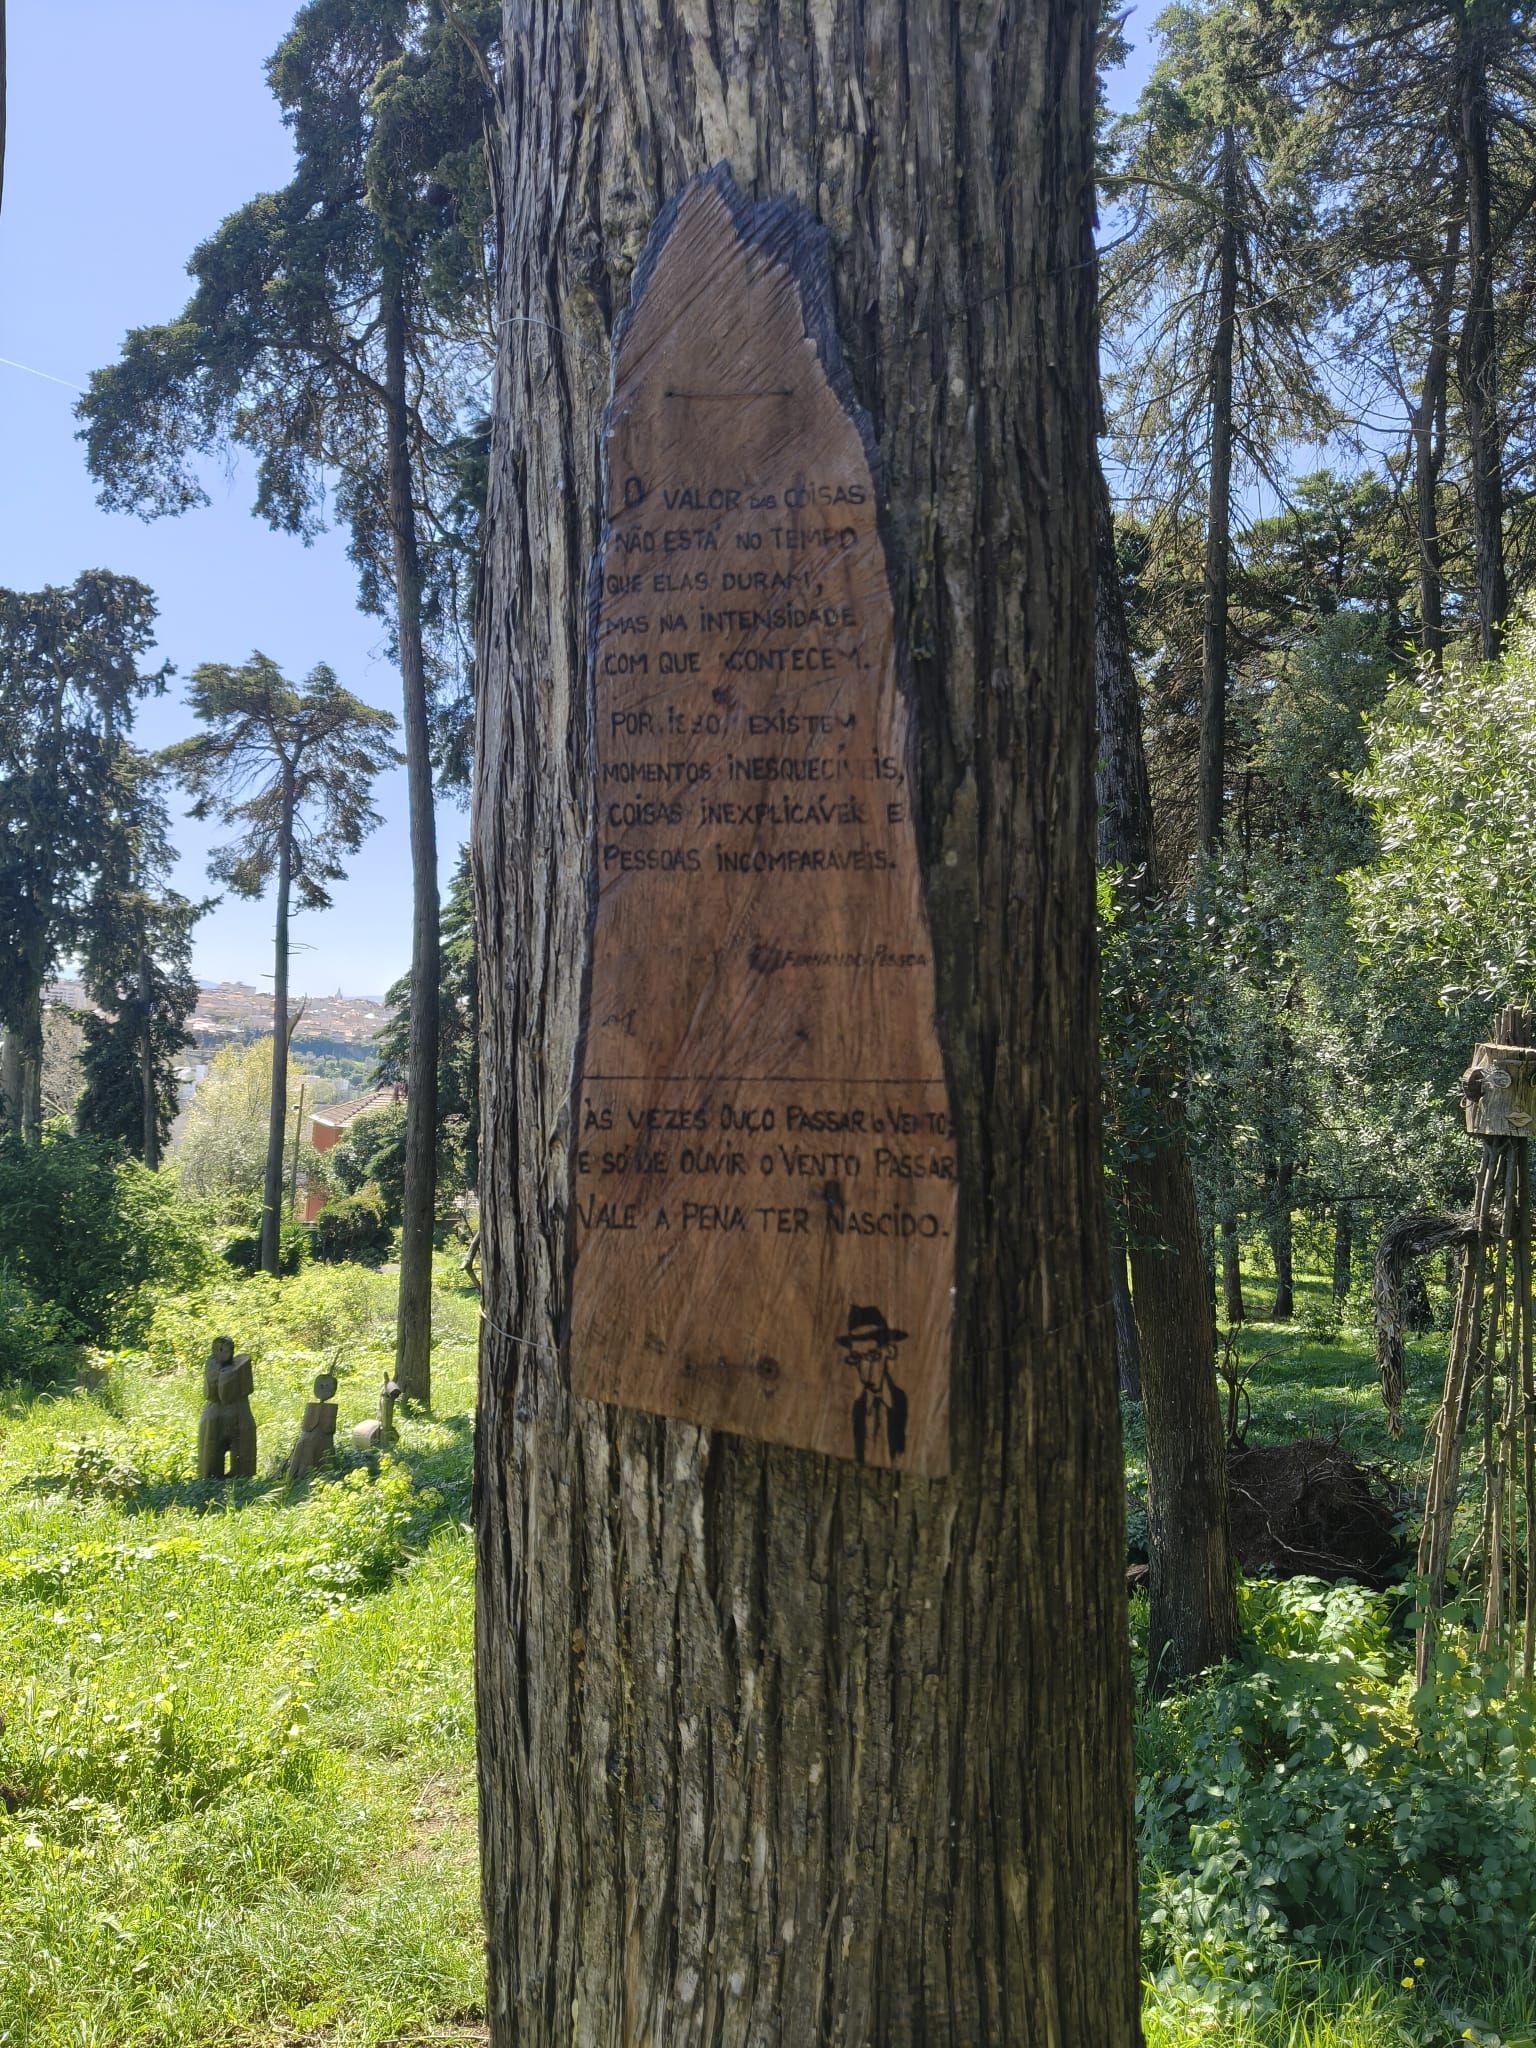 O VALOR DAS COISAS
NÃO ESTÁ NO TEMPO
QUE ELAS DURAM,
MAS NA INTENSIDADE
COM QUE ACONTECEM.
POR ISSO, EXISTEM
MOMENTOS INESQUECÍVEIS,
COISAS INEXPLICÁVEIS E
PESSOAS INCOMPARAVEIS.
FERNANDO PESSOA
ÀS VEZES OUÇO PASSAR O VENTO;
E SÓ DE OUVIR O VENTO PASSAR
VALE A PENA TER NASCIDO.